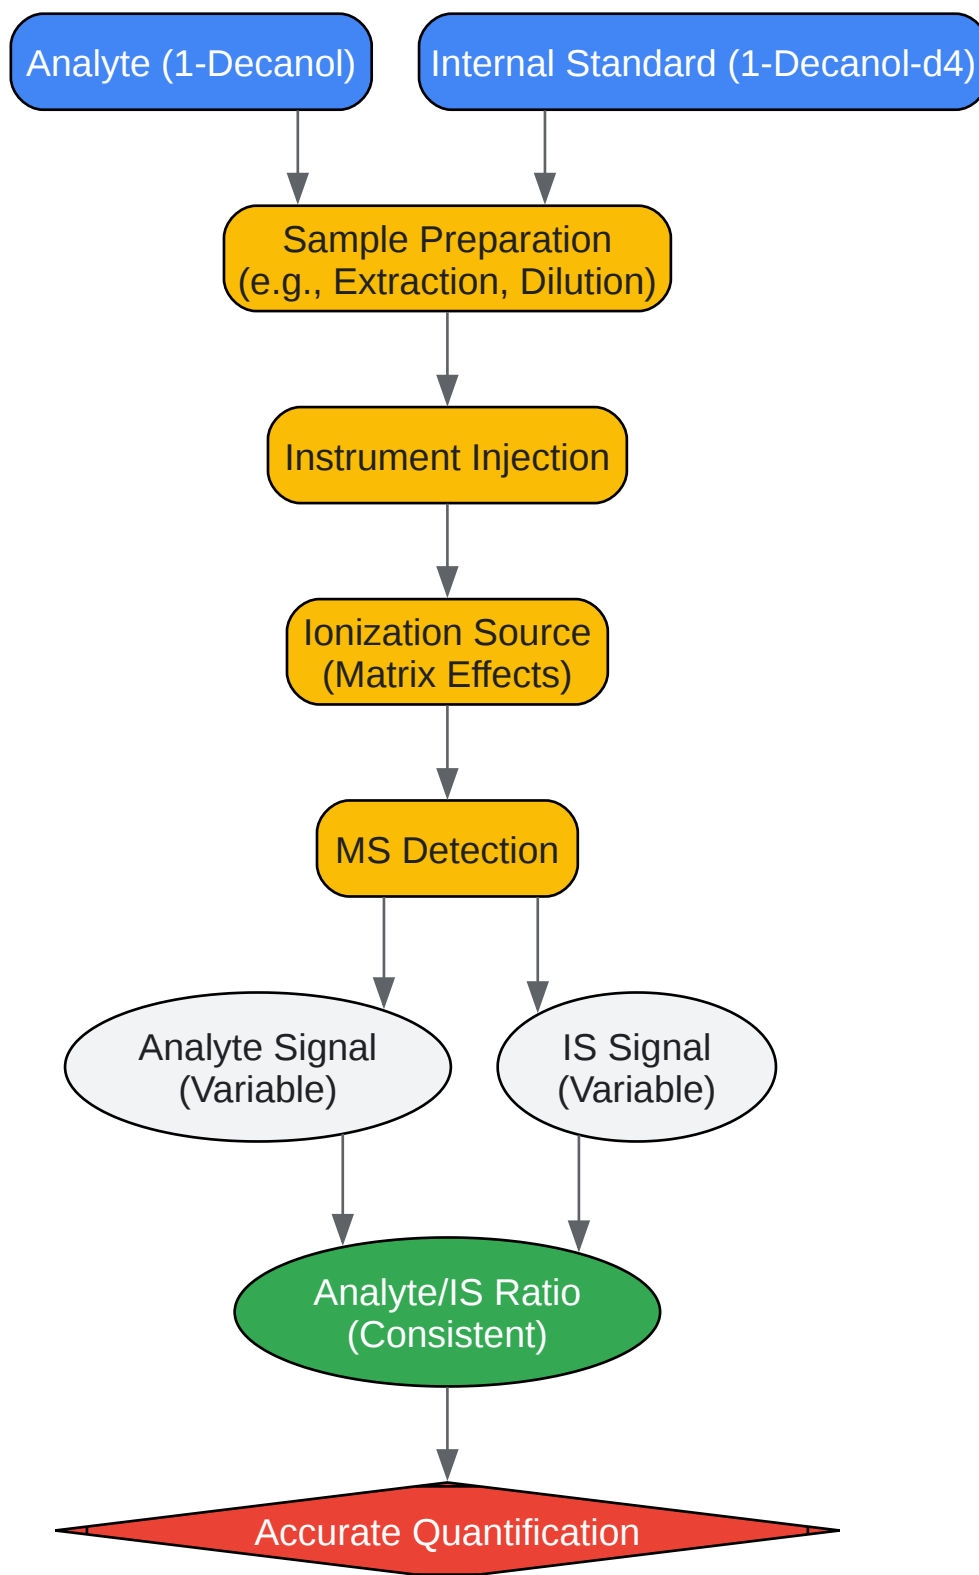 Analyte (1-Decanol)
Internal Standard (1-Decanol-d4)
Sample Preparation
(e.g., Extraction, Dilution)
Instrument Injection
Ionization Source
(Matrix Effects)
MS Detection
Analyte Signal
(Variable)
IS Signal
(Variable)
Analyte/IS Ratio
(Consistent)
Accurate Quantification